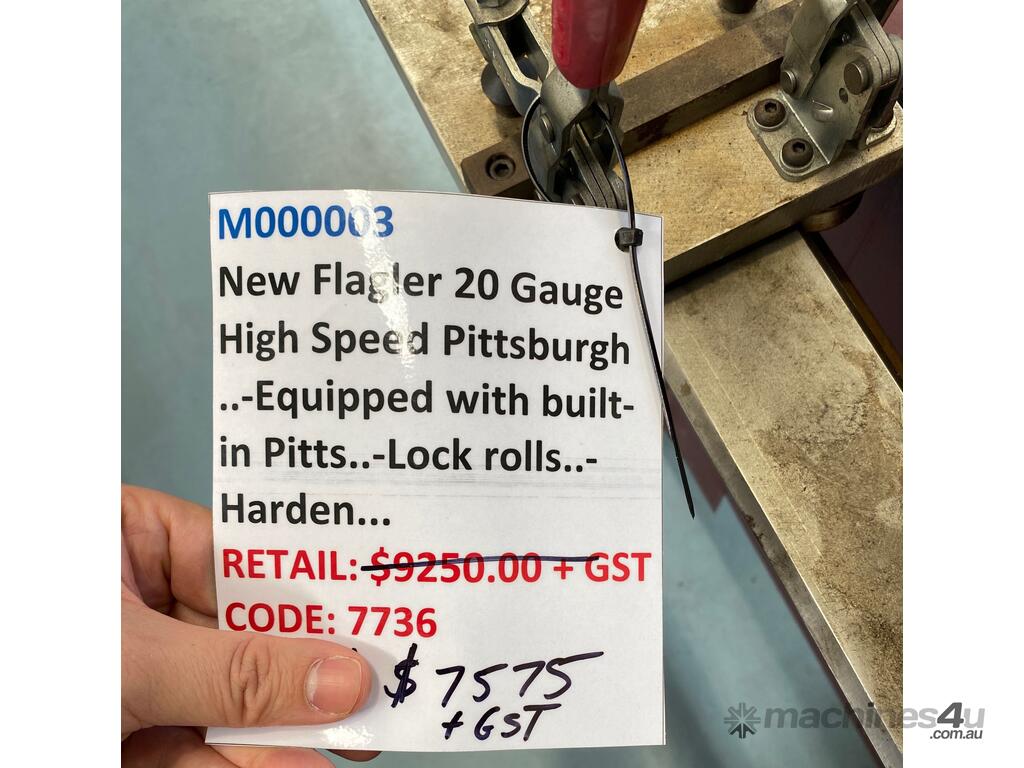 M000003
New Flagler 20 Gauge
High Speed Pittsburgh
..-Equipped with built-
in Pitts..-Lock rolls..-
Harden...
RETAIL: $9250.00 + GST
CODE: 7736
$7575
+ GST
machines4u
.com.au